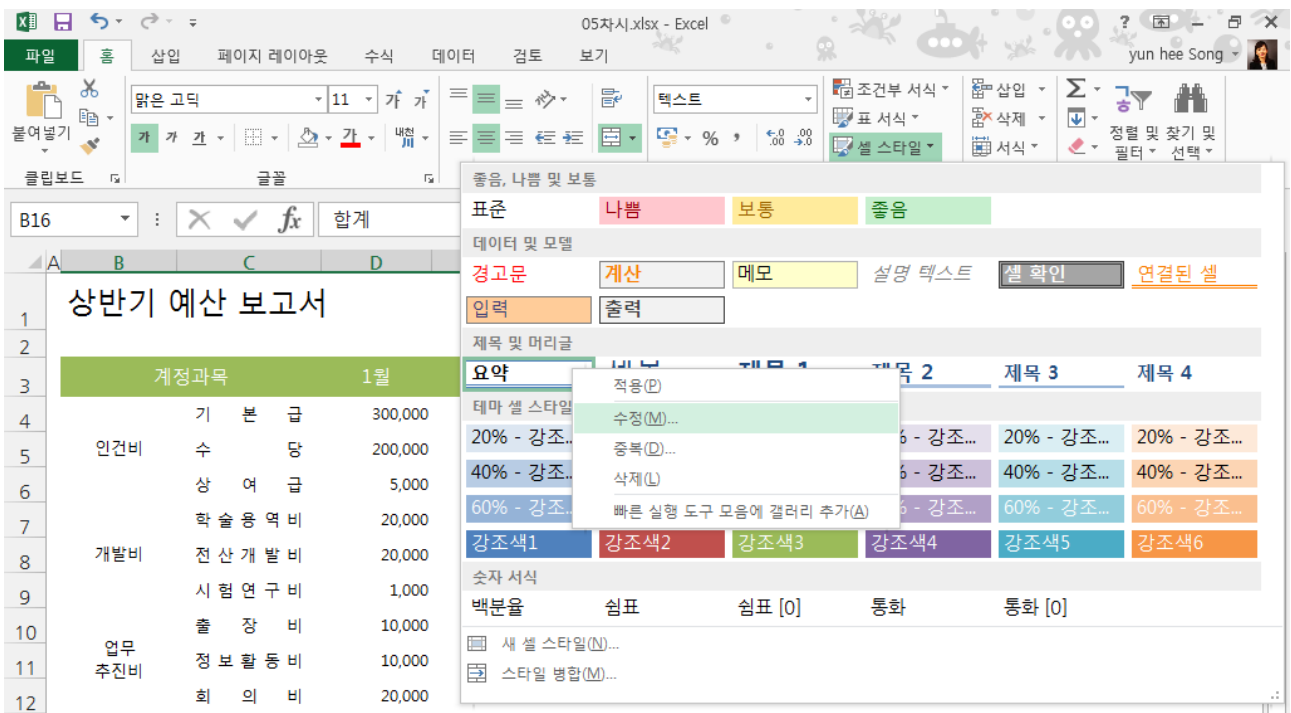 05차시.xlsx - Excel
?
파일 홈 삽입 페이지 레이아웃 수식 데이터 검토 보기 yun hee Song
붙여넣기
클립보드
맑은 고딕 11 가 가
가 가 가 가 내천
글꼴
텍스트
% , .00
조건부 서식
표 서식
셀 스타일
삽입
삭제
서식
정렬 및 필터
찾기 및 선택
B16 fx 합계
A B C D
1 상반기 예산 보고서
2
3 계정과목 1월
4 기 본 급 300,000
5 인건비 수 당 200,000
6 상 여 급 5,000
7 학 술 용 역 비 20,000
8 개발비 전 산 개 발 비 20,000
9 시 험 연 구 비 1,000
10 출 장 비 10,000
업무
추진비
11 정 보 활 동 비 10,000
12 회 의 비 20,000
좋음, 나쁨 및 보통
표준 나쁨 보통 좋음
데이터 및 모델
경고문 계산 메모 설명 텍스트 셀 확인 연결된 셀
입력 출력
제목 및 머리글
요약 제목 1 제목 2 제목 3 제목 4
테마 셀 스타일
20% - 강조... % - 강조... 20% - 강조... 20% - 강조...
40% - 강조... % - 강조... 40% - 강조... 40% - 강조...
60% - 강조... % - 강조... 60% - 강조... 60% - 강조...
강조색1 강조색2 강조색3 강조색4 강조색5 강조색6
숫자 서식
백분율 쉼표 쉼표 [0] 통화 통화 [0]
새 셀 스타일(N)...
스타일 병합(M)...
적용(P)
수정(M)...
중복(D)...
삭제(L)
빠른 실행 도구 모음에 갤러리 추가(A)